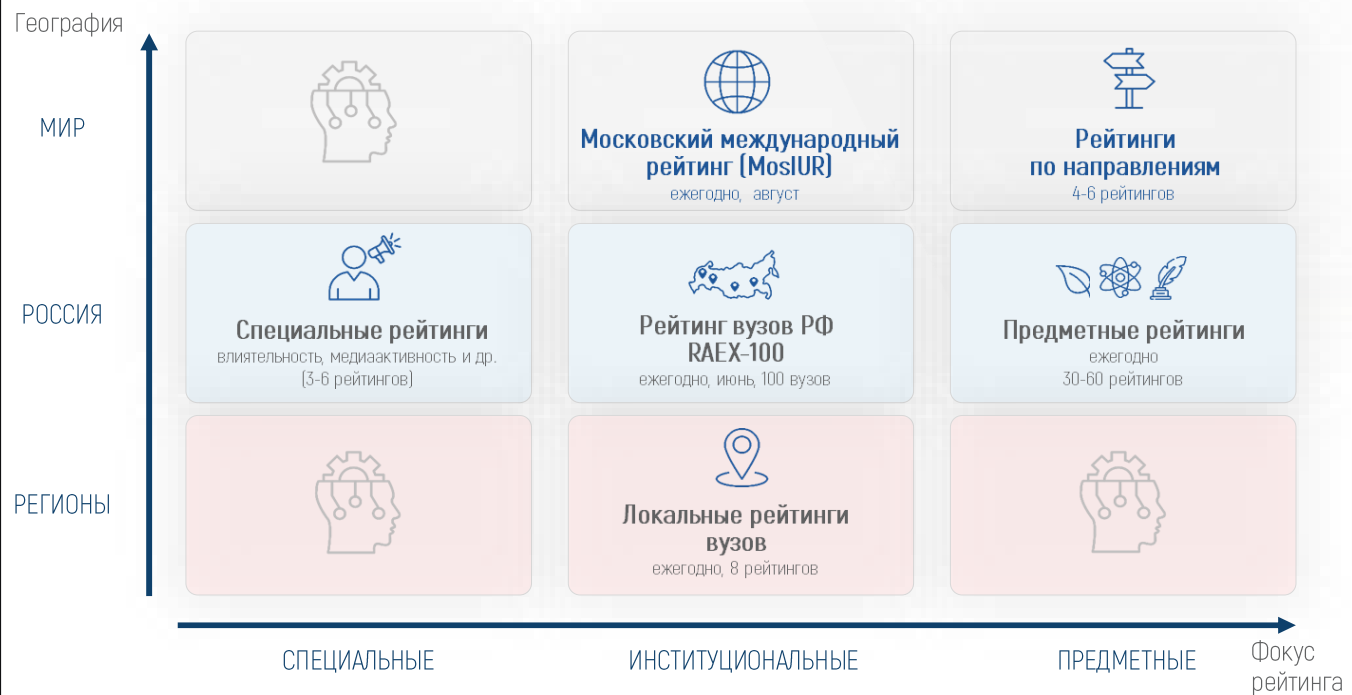 География
МИР
Московский международный
рейтинг (MosIUR)
ежегодно, август
Рейтинги
по направлениям
4-6 рейтингов
РОССИЯ
Специальные рейтинги
влиятельность, медиаактивность и др.
(3-6 рейтингов)
Рейтинг вузов РФ
RAEX-100
ежегодно, июнь, 100 вузов
Предметные рейтинги
ежегодно
30-60 рейтингов
РЕГИОНЫ
Локальные рейтинги
вузов
ежегодно, 8 рейтингов
СПЕЦИАЛЬНЫЕ
ИНСТИТУЦИОНАЛЬНЫЕ
ПРЕДМЕТНЫЕ
Фокус
рейтинга